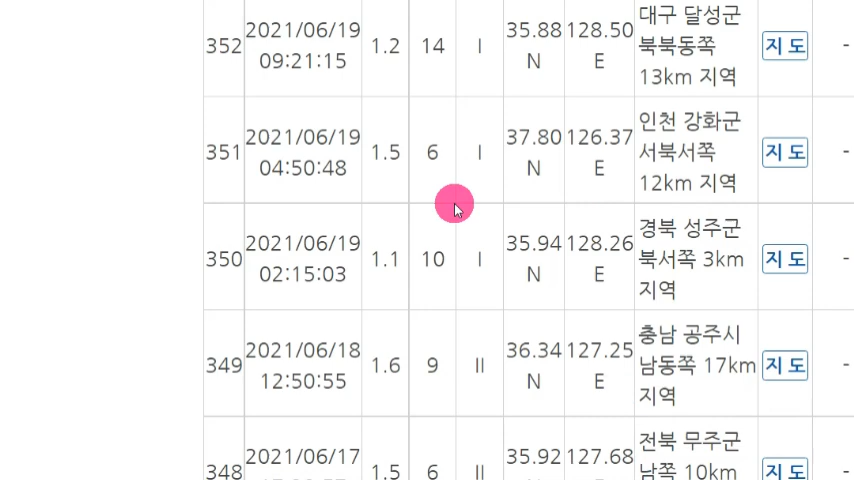 352 2021/06/19 09:21:15 1.2 14 I 35.88 N 128.50 E 대구 달성군 북북동쪽 13km 지역 지도 -
351 2021/06/19 04:50:48 1.5 6 I 37.80 N 126.37 E 인천 강화군 서북서쪽 12km 지역 지도 -
350 2021/06/19 02:15:03 1.1 10 I 35.94 N 128.26 E 경북 성주군 북서쪽 3km 지역 지도 -
349 2021/06/18 12:50:55 1.6 9 II 36.34 N 127.25 E 충남 공주시 남동쪽 17km 지역 지도 -
348 2021/06/17 1.5 6 II 35.92 127.68 전북 무주군 남쪽 10km 지도 -